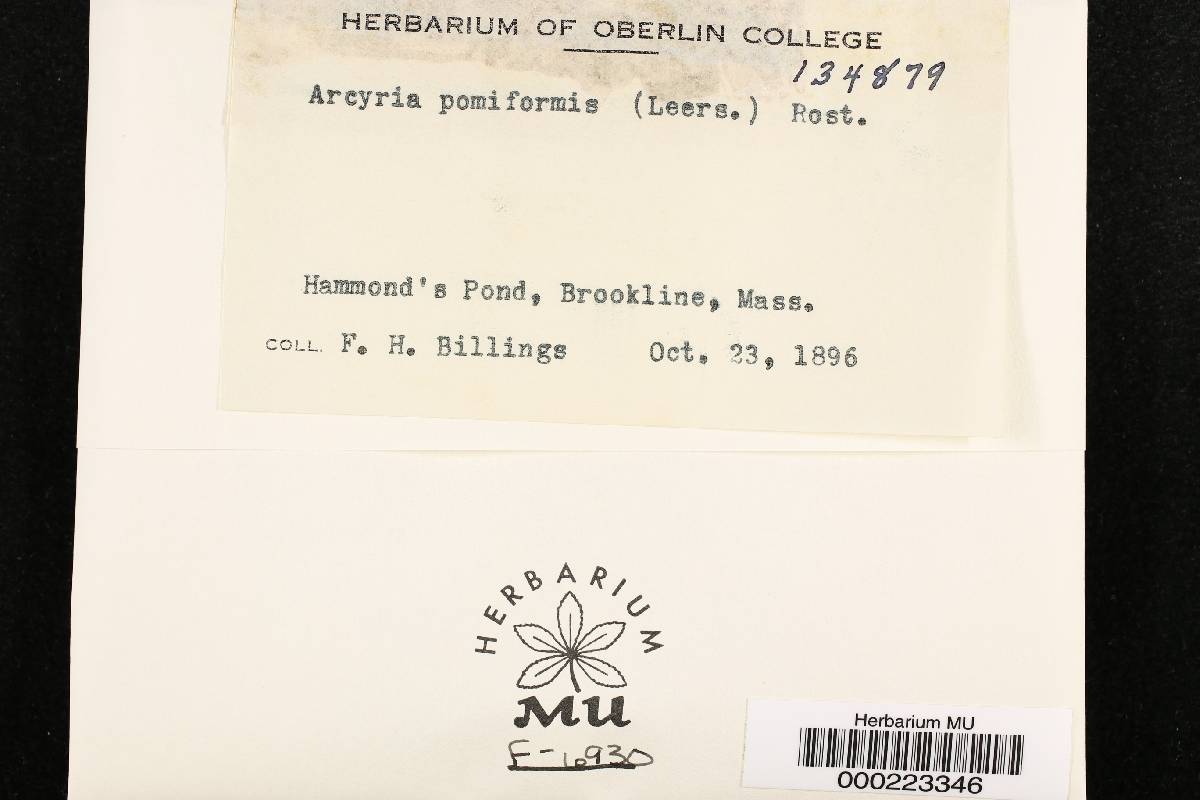 HERBARIUM OF OBERLIN COLLEGE
134879
Arcyria pomiformis (Leers.) Rost.
Hammond's Pond, Brookline, Mass.
COLL. F. H. Billings Oct. 23, 1896
HERBARIUM
MU
F-6930
Herbarium MU
000223346